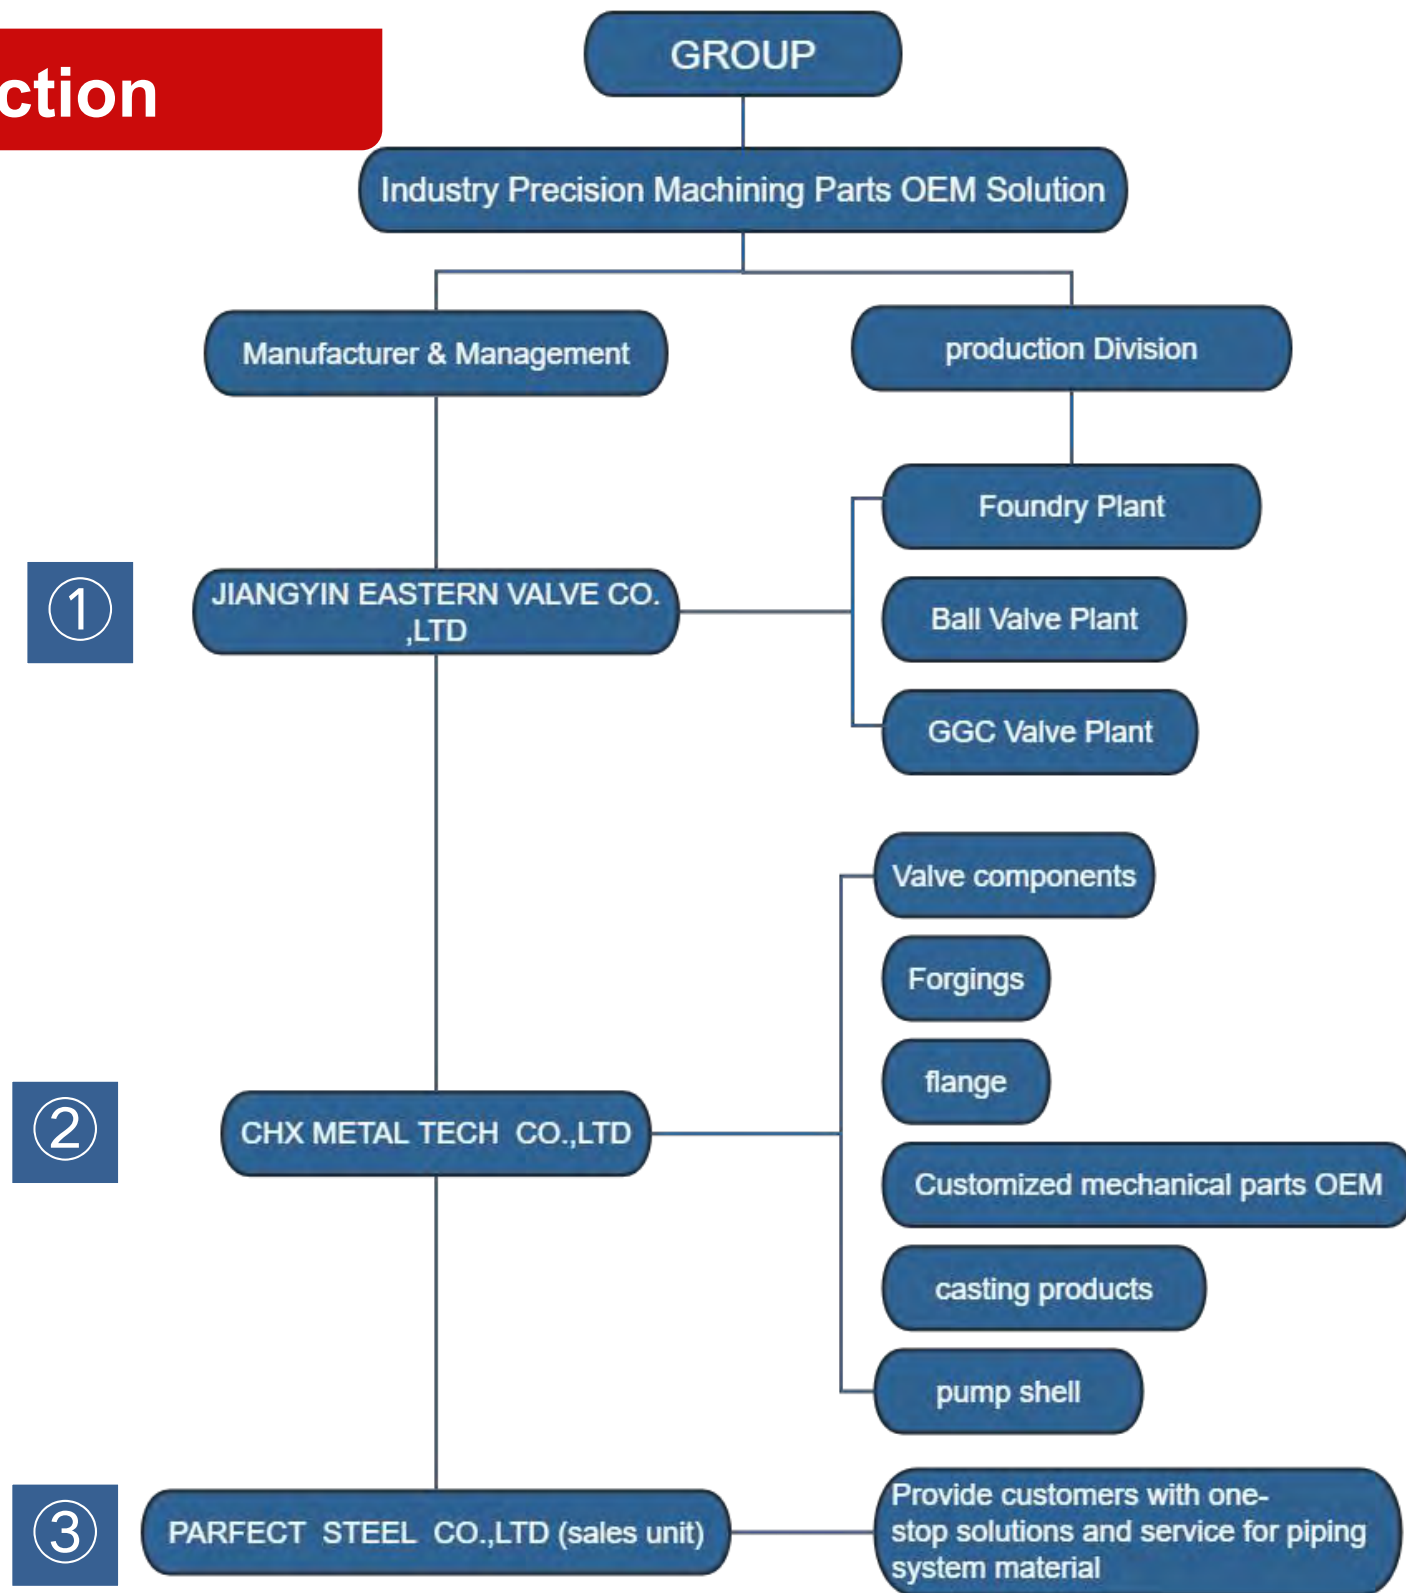 ction
GROUP
Industry Precision Machining Parts OEM Solution
Manufacturer & Management
production Division
Foundry Plant
①
JIANGYIN EASTERN VALVE CO.
,LTD
Ball Valve Plant
GGC Valve Plant
Valve components
Forgings
flange
②
CHX METAL TECH CO.,LTD
Customized mechanical parts OEM
casting products
pump shell
③
PARFECT STEEL CO.,LTD (sales unit)
Provide customers with one-
stop solutions and service for piping
system material